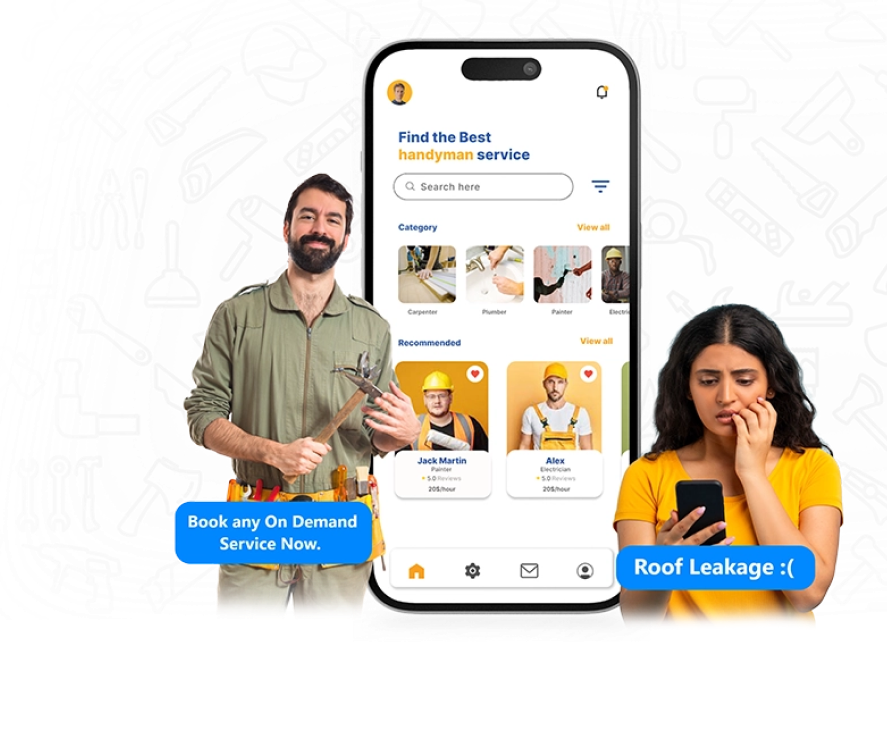 Find the Best
handyman service
Search here
Category View all
Carpenter Plumber Painter Electric
Recommended View all
Jack Martin Alex
Painter Electrician
5.0 Reviews 5.0 Reviews
20$/hour 20$/hour
Book any On Demand
Service Now.
Roof Leakage :(